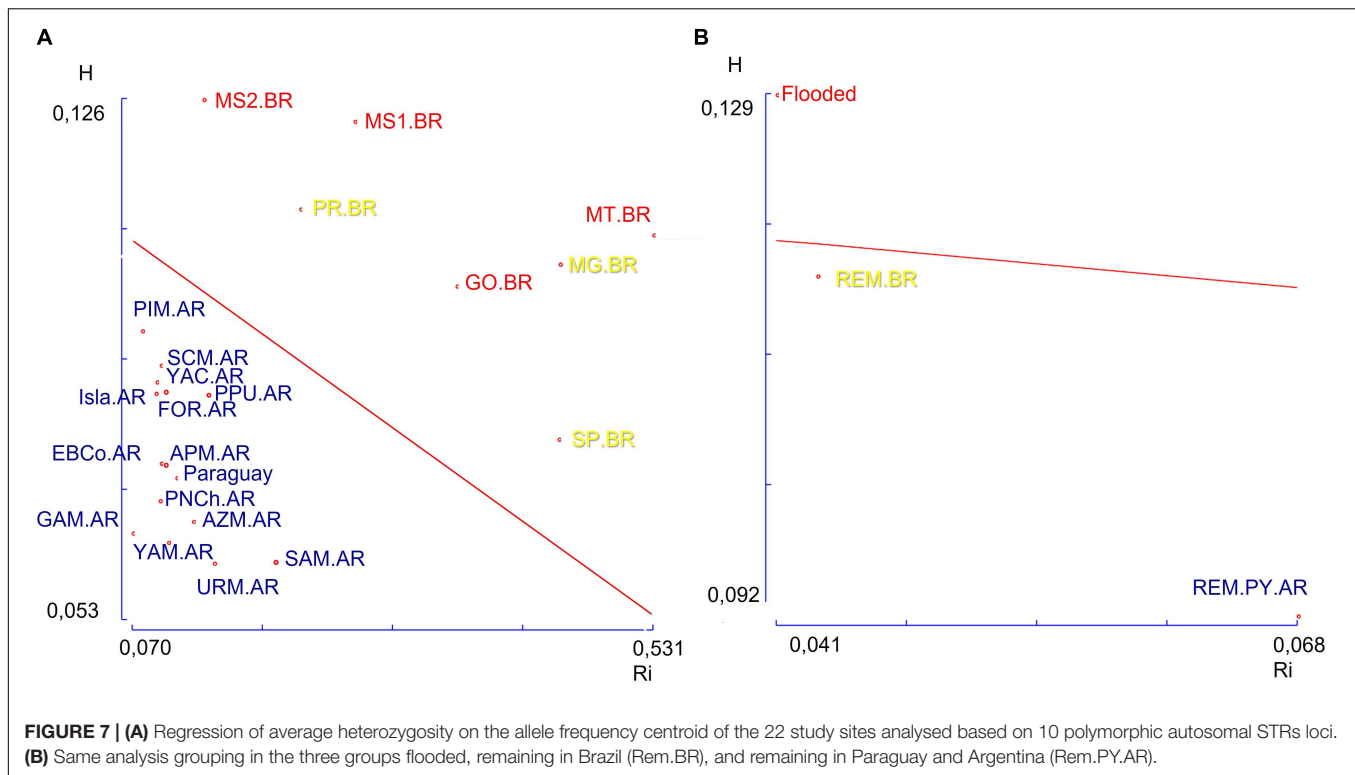 A
H
0,126
MS2.BR
MS1.BR
PR.BR
MT.BR
MG.BR
GO.BR
PIM.AR
SCM.AR
YAC.AR
Isla.AR
PPU.AR
FOR.AR
SP.BR
EBCo.AR
APM.AR
Paraguay
PNCh.AR
GAM.AR
AZM.AR
YAM.AR
SAM.AR
URM.AR
0,053
0,070
0,531
Ri
B
H
0,129
Flooded
REM.BR
0,092
REM.PY.AR
0,041
0,068
Ri
FIGURE 7 | (A) Regression of average heterozygosity on the allele frequency centroid of the 22 study sites analysed based on 10 polymorphic autosomal STRs loci.
(B) Same analysis grouping in the three groups flooded, remaining in Brazil (Rem.BR), and remaining in Paraguay and Argentina (Rem.PY.AR).